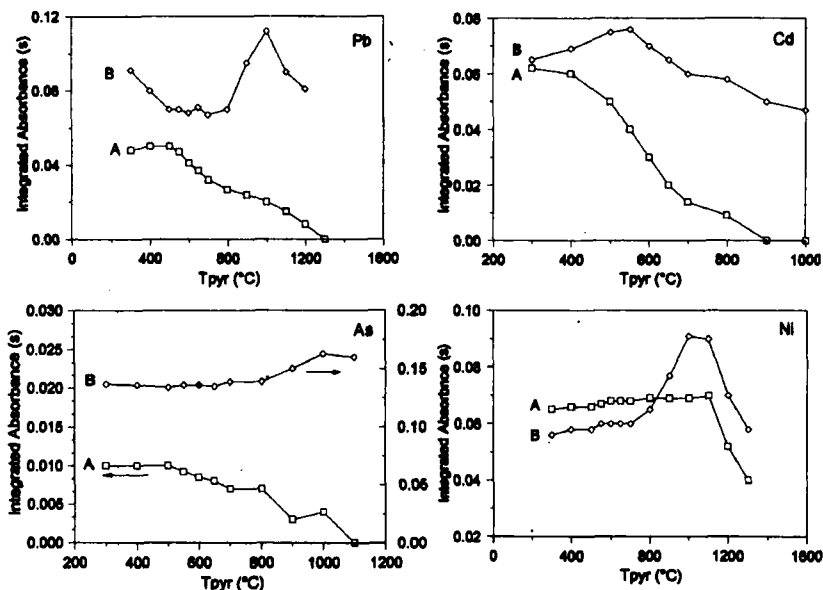 0.12
0.08
0.04
0.00
Integrated Absorbance (s)
Pb
B
A
0
400
800
1200
1600
Tpyr (°C)
0.08
0.06
0.04
0.02
0.00
Integrated Absorbance (s)
Cd
B
A
200
400
600
800
1000
Tpyr (°C)
0.030
0.025
0.020
0.015
0.010
0.005
0.000
Integrated Absorbance (s)
As
B
A
0.20
0.15
0.10
0.05
0.00
200
400
600
800
1000
1200
Tpyr (°C)
0.10
0.08
0.06
0.04
0.02
Integrated Absorbance (s)
Ni
A
B
0
400
800
1200
1600
Tpyr (°C)